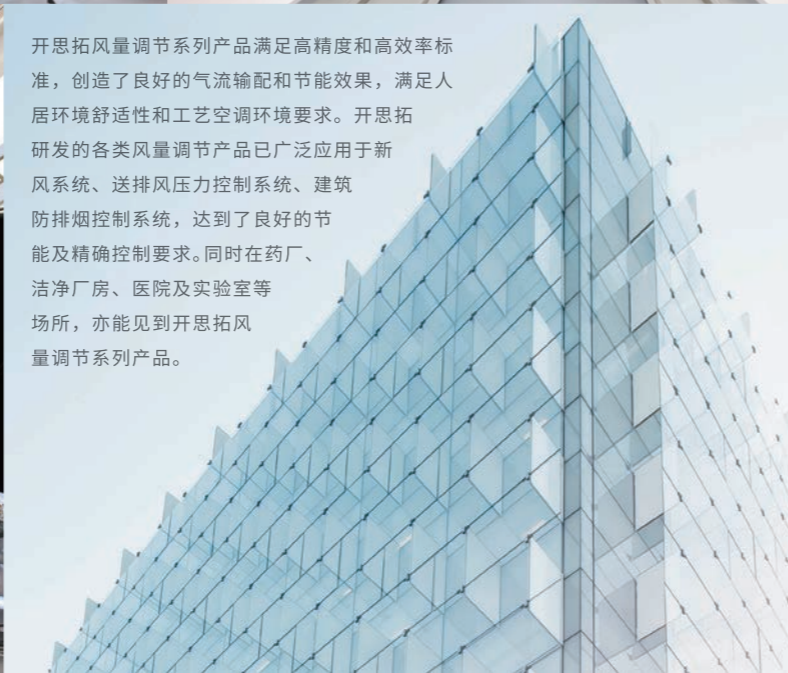 开思拓风量调节系列产品满足高精度和高效率标
准，创造了良好的气流输配和节能效果，满足人
居环境舒适性和工艺空调环境要求。开思拓
研发的各类风量调节产品已广泛应用于新
风系统、送排风压力控制系统、建筑
防排烟控制系统，达到了良好的节
能及精确控制要求。同时在药厂、
洁净厂房、医院及实验室等
场所，亦能见到开思拓风
量调节系列产品。